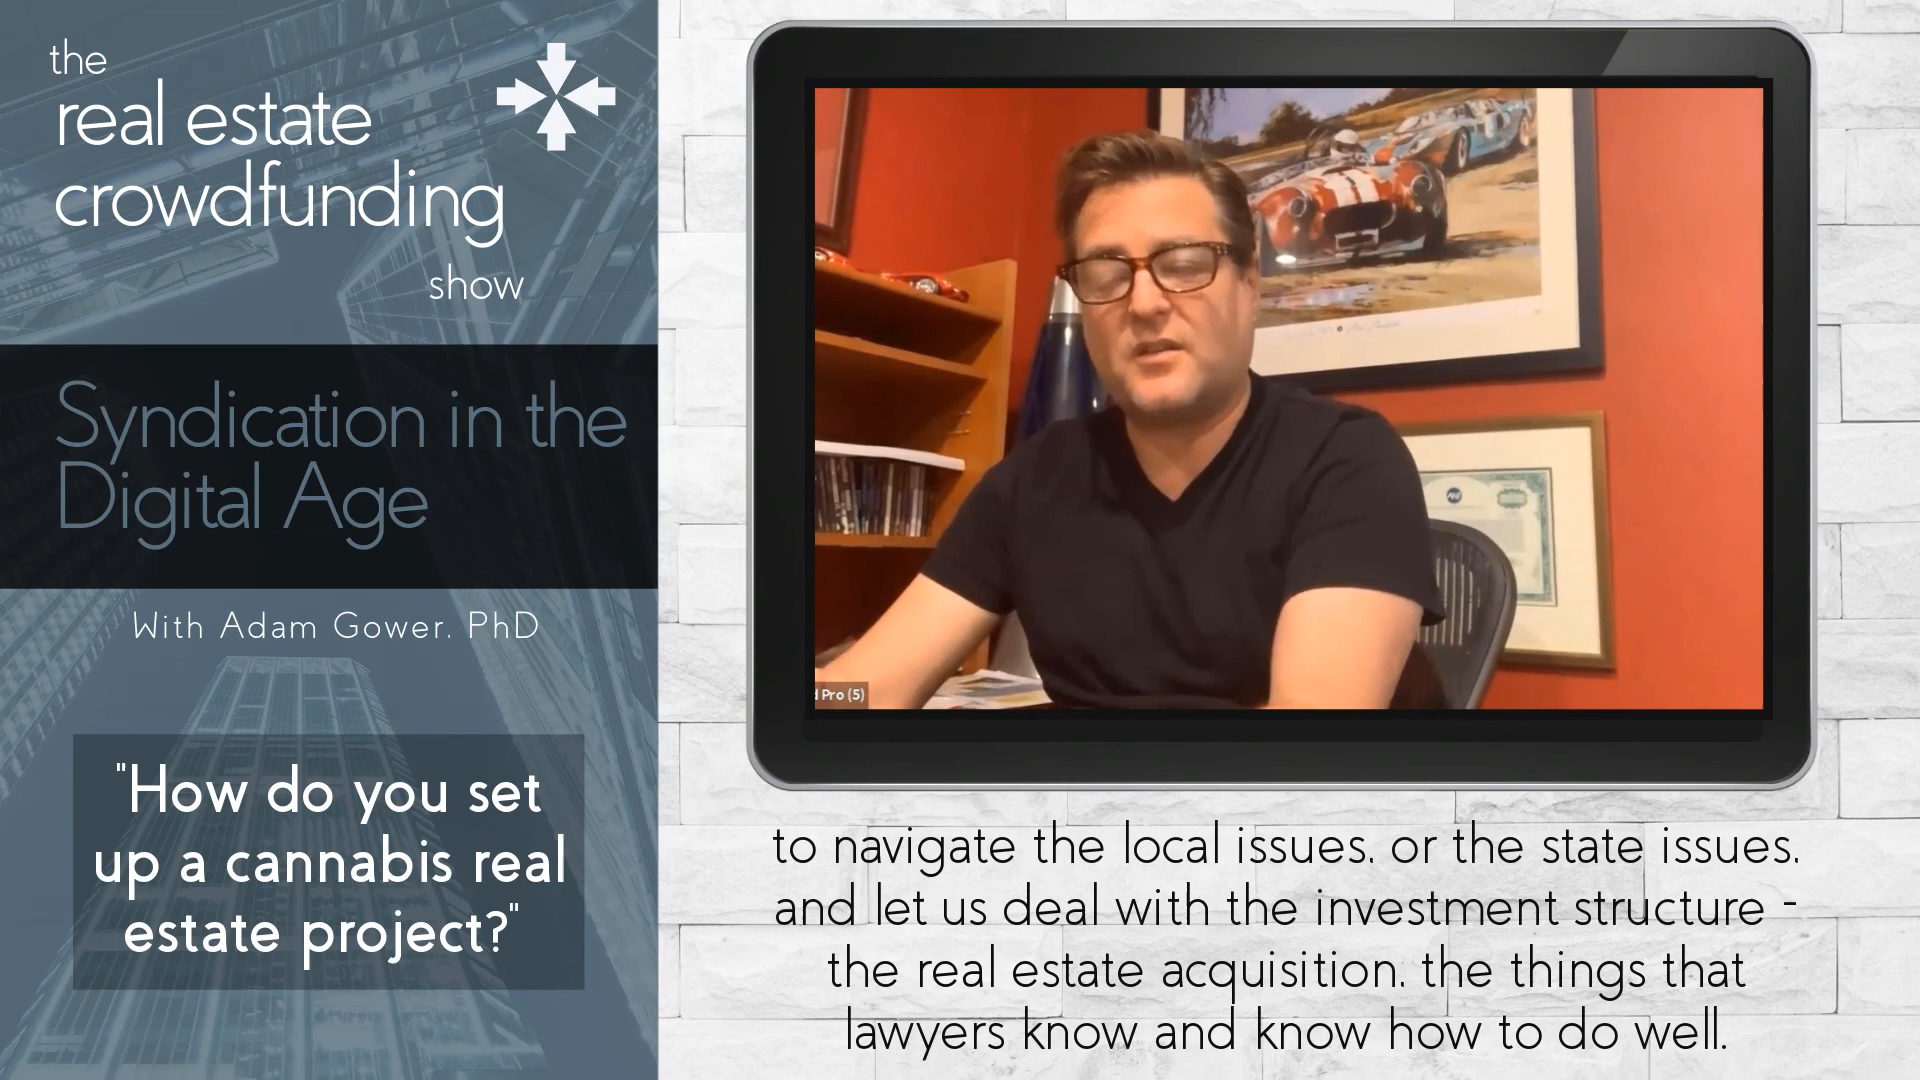 the
real estate
crowdfunding
show
Syndication in the
Digital Age
With Adam Gower. PhD
"How do you set
up a cannabis real
estate project?"
d Pro (5)
to navigate the local issues. or the state issues.
and let us deal with the investment structure -
the real estate acquisition. the things that
lawyers know and know how to do well.